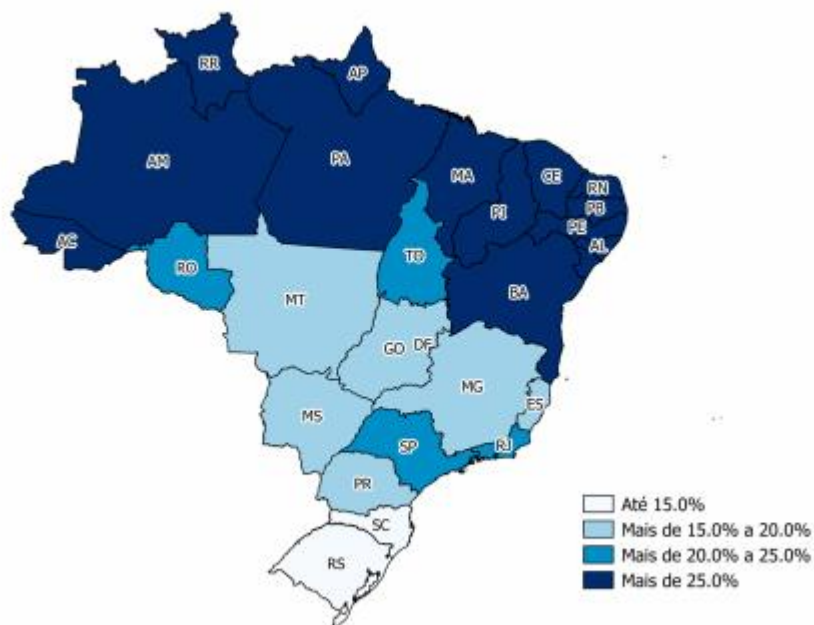 RR
AP
AM
PA
MA
CE
RN
PI
PB
PE
AC
AL
RO
TO
BA
MT
GO
DF
MG
MS
ES
SP
RJ
PR
SC
RS
Até 15.0%
Mais de 15.0% a 20.0%
Mais de 20.0% a 25.0%
Mais de 25.0%